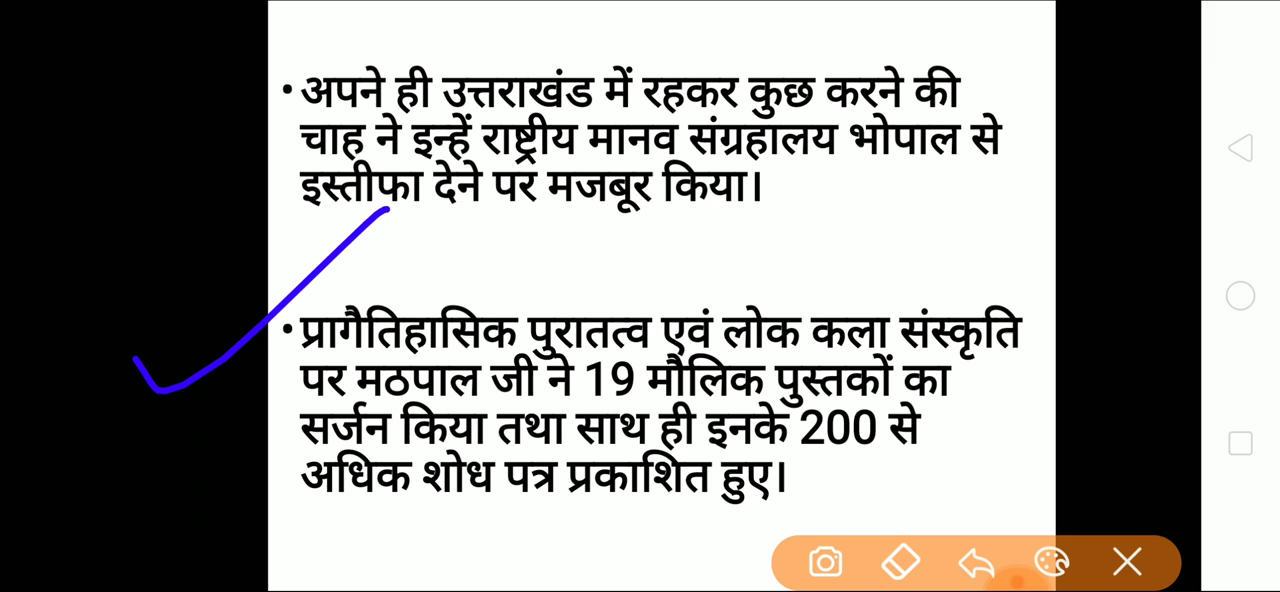 •अपने ही उत्तराखंड में रहकर कुछ करने की
चाह ने इन्हें राष्ट्रीय मानव संग्रहालय भोपाल से
इस्तीफा देने पर मजबूर किया।
•प्रागैतिहासिक पुरातत्व एवं लोक कला संस्कृति
पर मठपाल जी ने 19 मौलिक पुस्तकों का
सर्जन किया तथा साथ ही इनके 200 से
अधिक शोध पत्र प्रकाशित हुए।